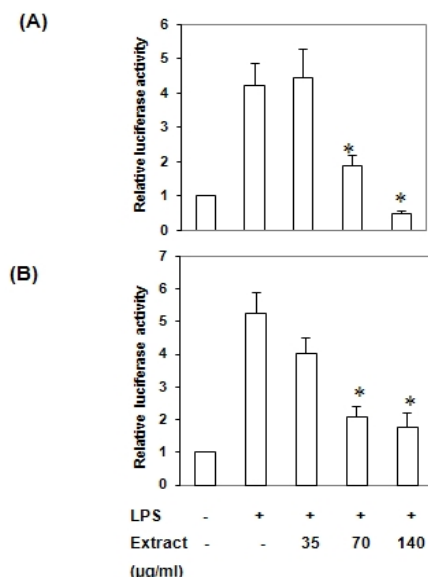 (A)
Relative luciferase activity
6
5
4
3
2
1
0
*
*
(B)
Relative luciferase activity
7
6
5
4
3
2
1
0
*
*
LPS - + + + +
Extract - - 35 70 140
(µg/ml)